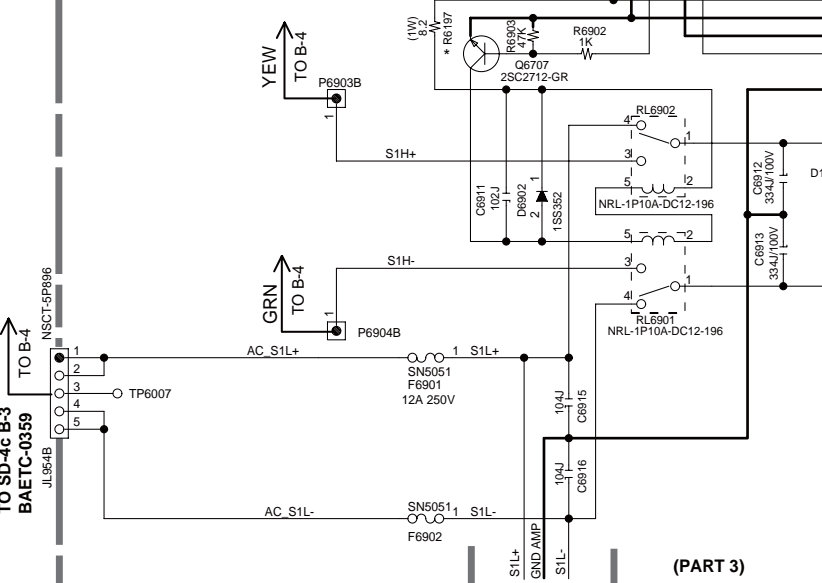 (1W)
8.2
* R6197
R6903
47K
R6902
1K
Q6707
2SC2712-GR
YEW
TO B-4
P6903B
1
S1H+
C6911
102J
D6902
1
2
1SS352
RL6902
4
1
3
5
2
NRL-1P10A-DC12-196
C6912
334J/100V
D1
5
2
3
1
4
RL6901
NRL-1P10A-DC12-196
C6913
334J/100V
GRN
TO B-4
S1H-
1
P6904B
TO B-4
NSCT-5P896
1
2
3
4
5
JL954B
TO SD-4c B-3
BAETC-0359
AC_S1L+
TP6007
SN5051
F6901
12A 250V
1
S1L+
104J
C6915
104J
C6916
AC_S1L-
SN5051
F6902
1
S1L-
S1L+
GND AMP
S1L-
(PART 3)